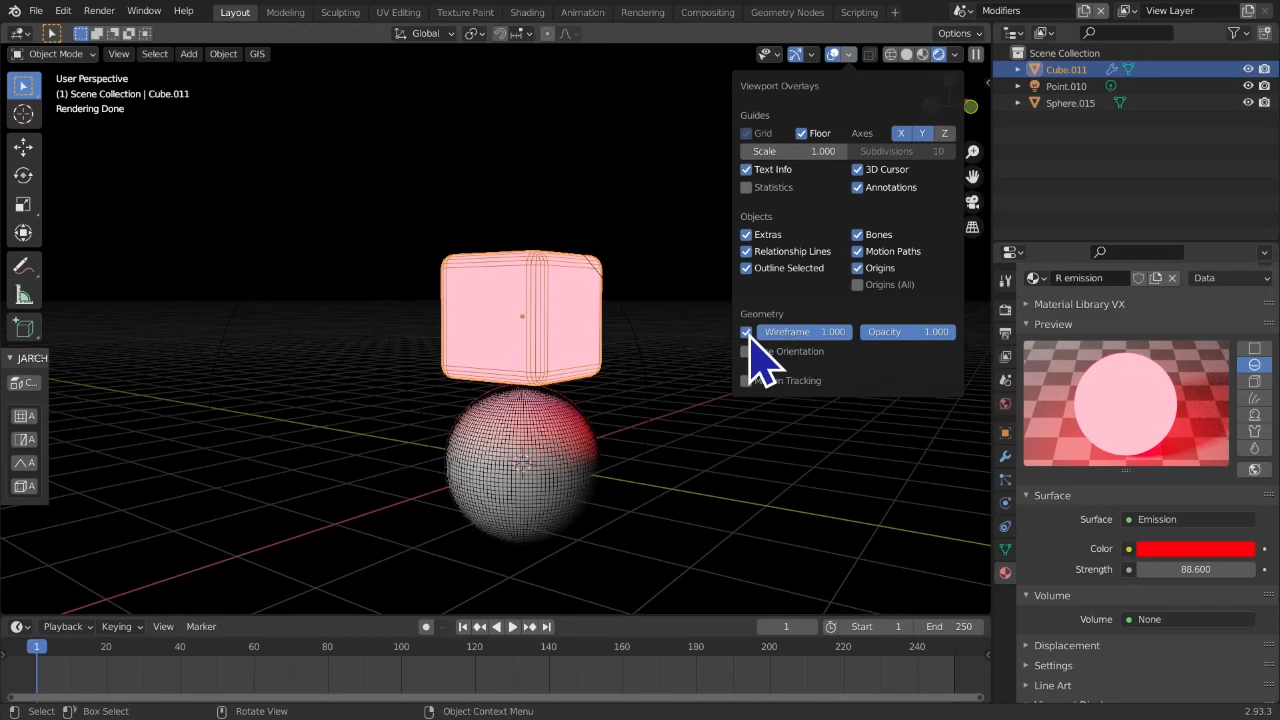 File Edit Render Window Help Layout Modeling Sculpting UV Editing Texture Paint Shading Animation Rendering Compositing Geometry Nodes Scripting + Modifiers View Layer
Global Options
Object Mode View Select Add Object GIS
User Perspective
(1) Scene Collection | Cube.011
Rendering Done
Scene Collection
Cube.011
Point.010
Sphere.015
Viewport Overlays
Guides
Grid Floor Axes X Y Z
Scale 1.000 Subdivisions 10
Text Info 3D Cursor
Statistics Annotations
Objects
Extras Bones
Relationship Lines Motion Paths
Outline Selected Origins
Origins (All)
Geometry
Wireframe 1.000 Opacity 1.000
Orientation
Tracking
JARCH
C...
A
A
A
A
R emission Data
Material Library VX
Preview
Surface
Surface Emission
Color
Strength 88.600
Volume
Volume None
Displacement
Settings
Line Art
Playback Keying View Marker 1 Start 1 End 250
1 20 40 60 80 100 120 140 160 180 200 220 240
Select Box Select Rotate View Object Context Menu 2.93.3